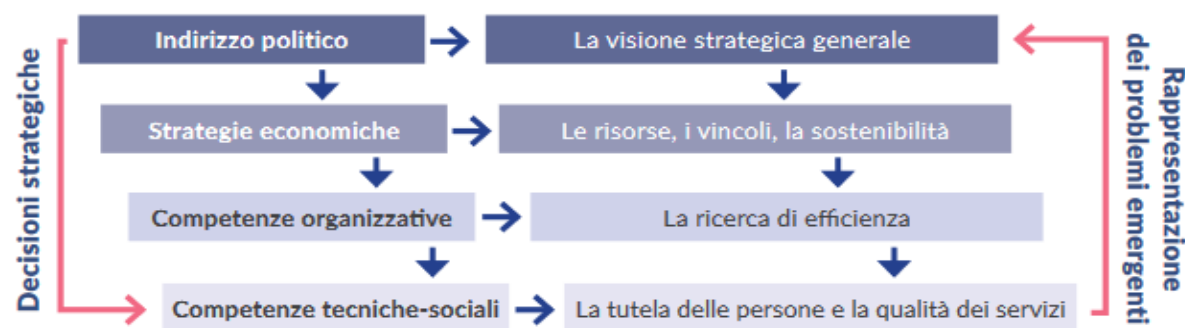 Decisioni strategiche
Indirizzo politico
La visione strategica generale
Strategie economiche
Le risorse, i vincoli, la sostenibilità
Competenze organizzative
La ricerca di efficienza
Competenze tecniche-sociali
La tutela delle persone e la qualità dei servizi
Rappresentazione
dei problemi emergenti